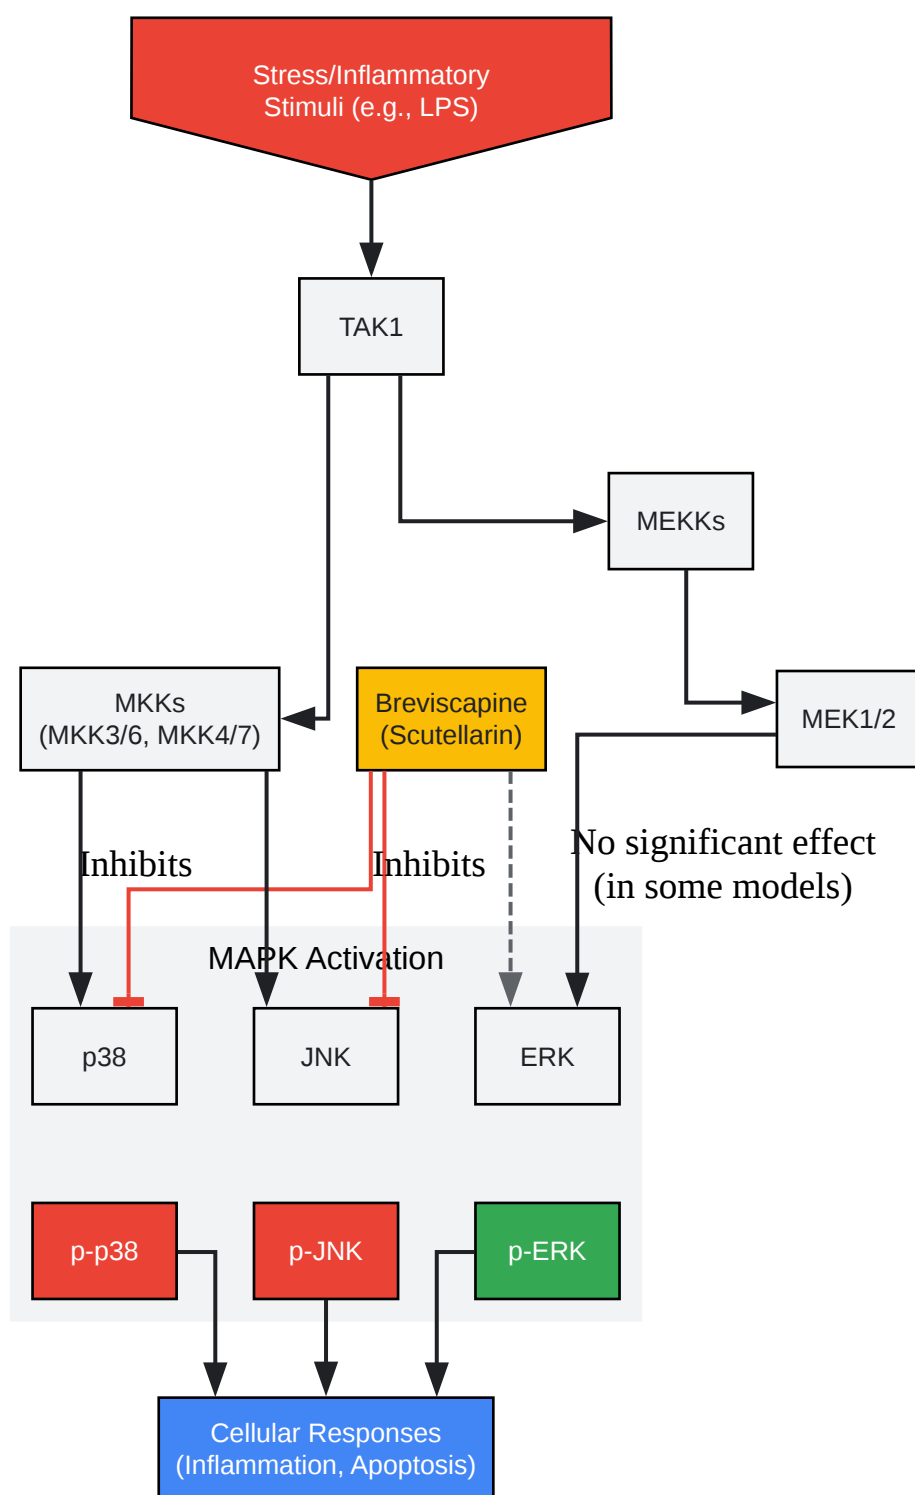 Stress/Inflammatory
Stimuli (e.g., LPS)
TAK1
MEKKs
MKKs
(MKK3/6, MKK4/7)
Breviscapine
(Scutellarin)
MEK1/2
Inhibits
Inhibits
No significant effect
(in some models)
MAPK Activation
p38
JNK
ERK
p-p38
p-JNK
p-ERK
Cellular Responses
(Inflammation, Apoptosis)